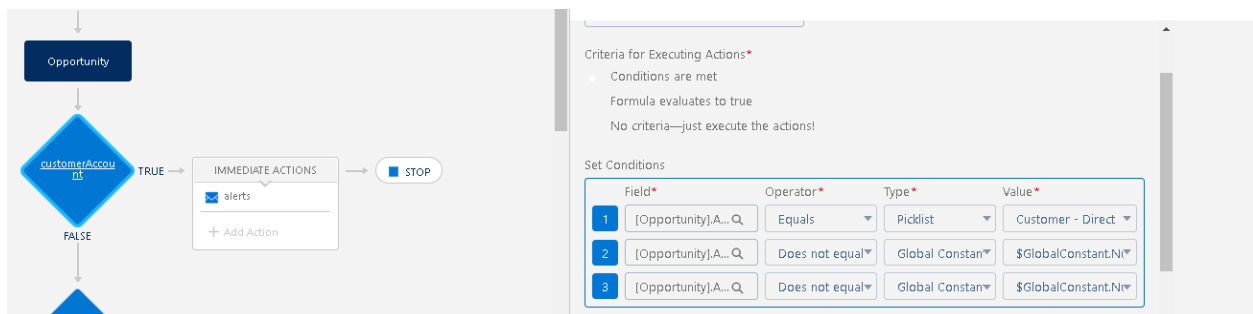 Opportunity
customerAccou
nt
TRUE
IMMEDIATE ACTIONS
STOP
alerts
+ Add Action
FALSE
Criteria for Executing Actions*
Conditions are met
Formula evaluates to true
No criteria—just execute the actions!
Set Conditions
Field* Operator* Type* Value*
1 [Opportunity].A... Equals Picklist Customer - Direct
2 [Opportunity].A... Does not equal Global Constan $GlobalConstant.Nu
3 [Opportunity].A... Does not equal Global Constan $GlobalConstant.Nu